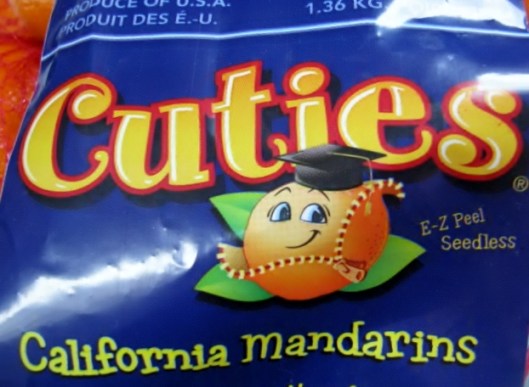 PRODUCE OF U.S.A. 1.36 KG
PRODUIT DES É.-U.
Cuties®
E-Z Peel
Seedless
California mandarins